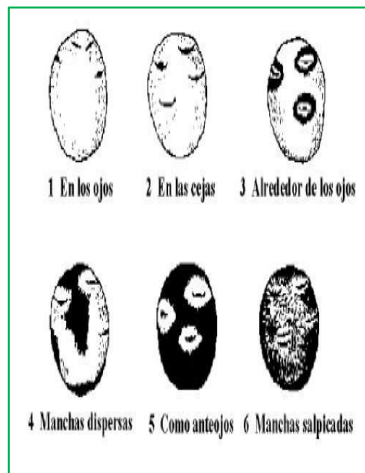 1 En los ojos 2 En las cejas 3 Alrededor de los ojos
4 Manchas dispersas 5 Como anteojos 6 Manchas salpicadas